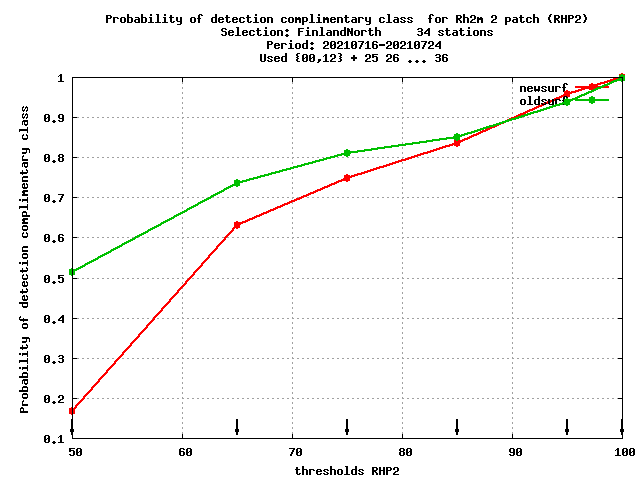 Probability of detection complimentary class  for Rh2m 2 patch (RHP2)
Selection: FinlandNorth     34 stations
Period: 20210716-20210724
Used {00,12} + 25 26 ... 36
newsurf
oldsurf
1
0.9
0.8
0.7
0.6
0.5
0.4
0.3
0.2
0.1
Probability of detection complimentary class
50 60 70 80 90 100
thresholds RHP2